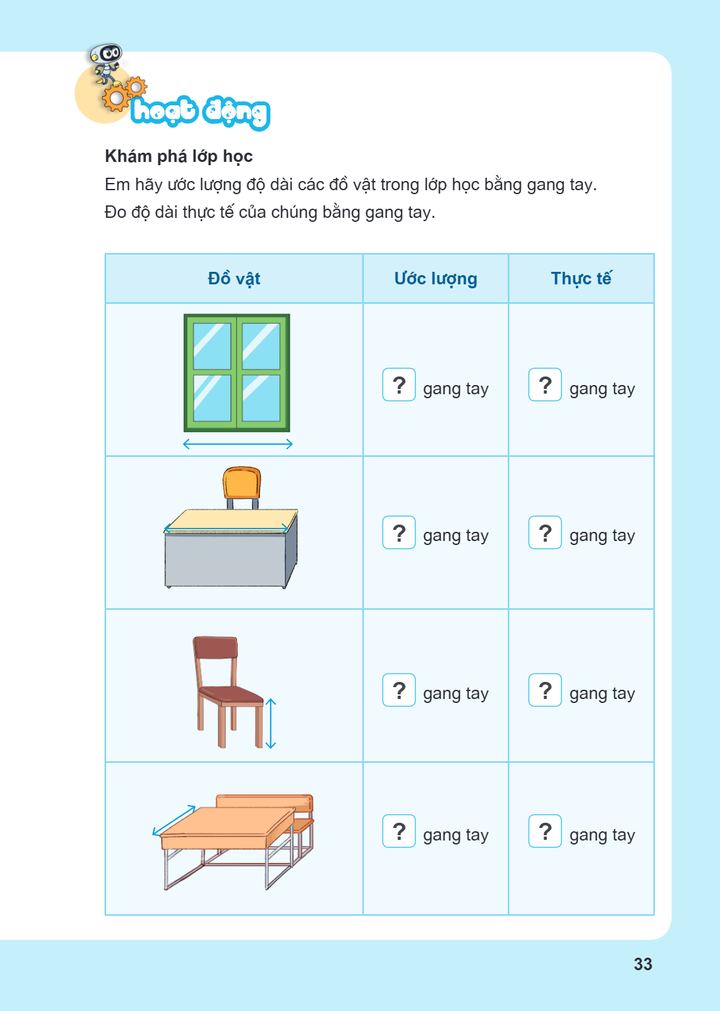 hoạt động
Khám phá lớp học
Em hãy ước lượng độ dài các đồ vật trong lớp học bằng gang tay.
Đo độ dài thực tế của chúng bằng gang tay.
Đồ vật Ước lượng Thực tế
? gang tay ? gang tay
? gang tay ? gang tay
? gang tay ? gang tay
? gang tay ? gang tay
33